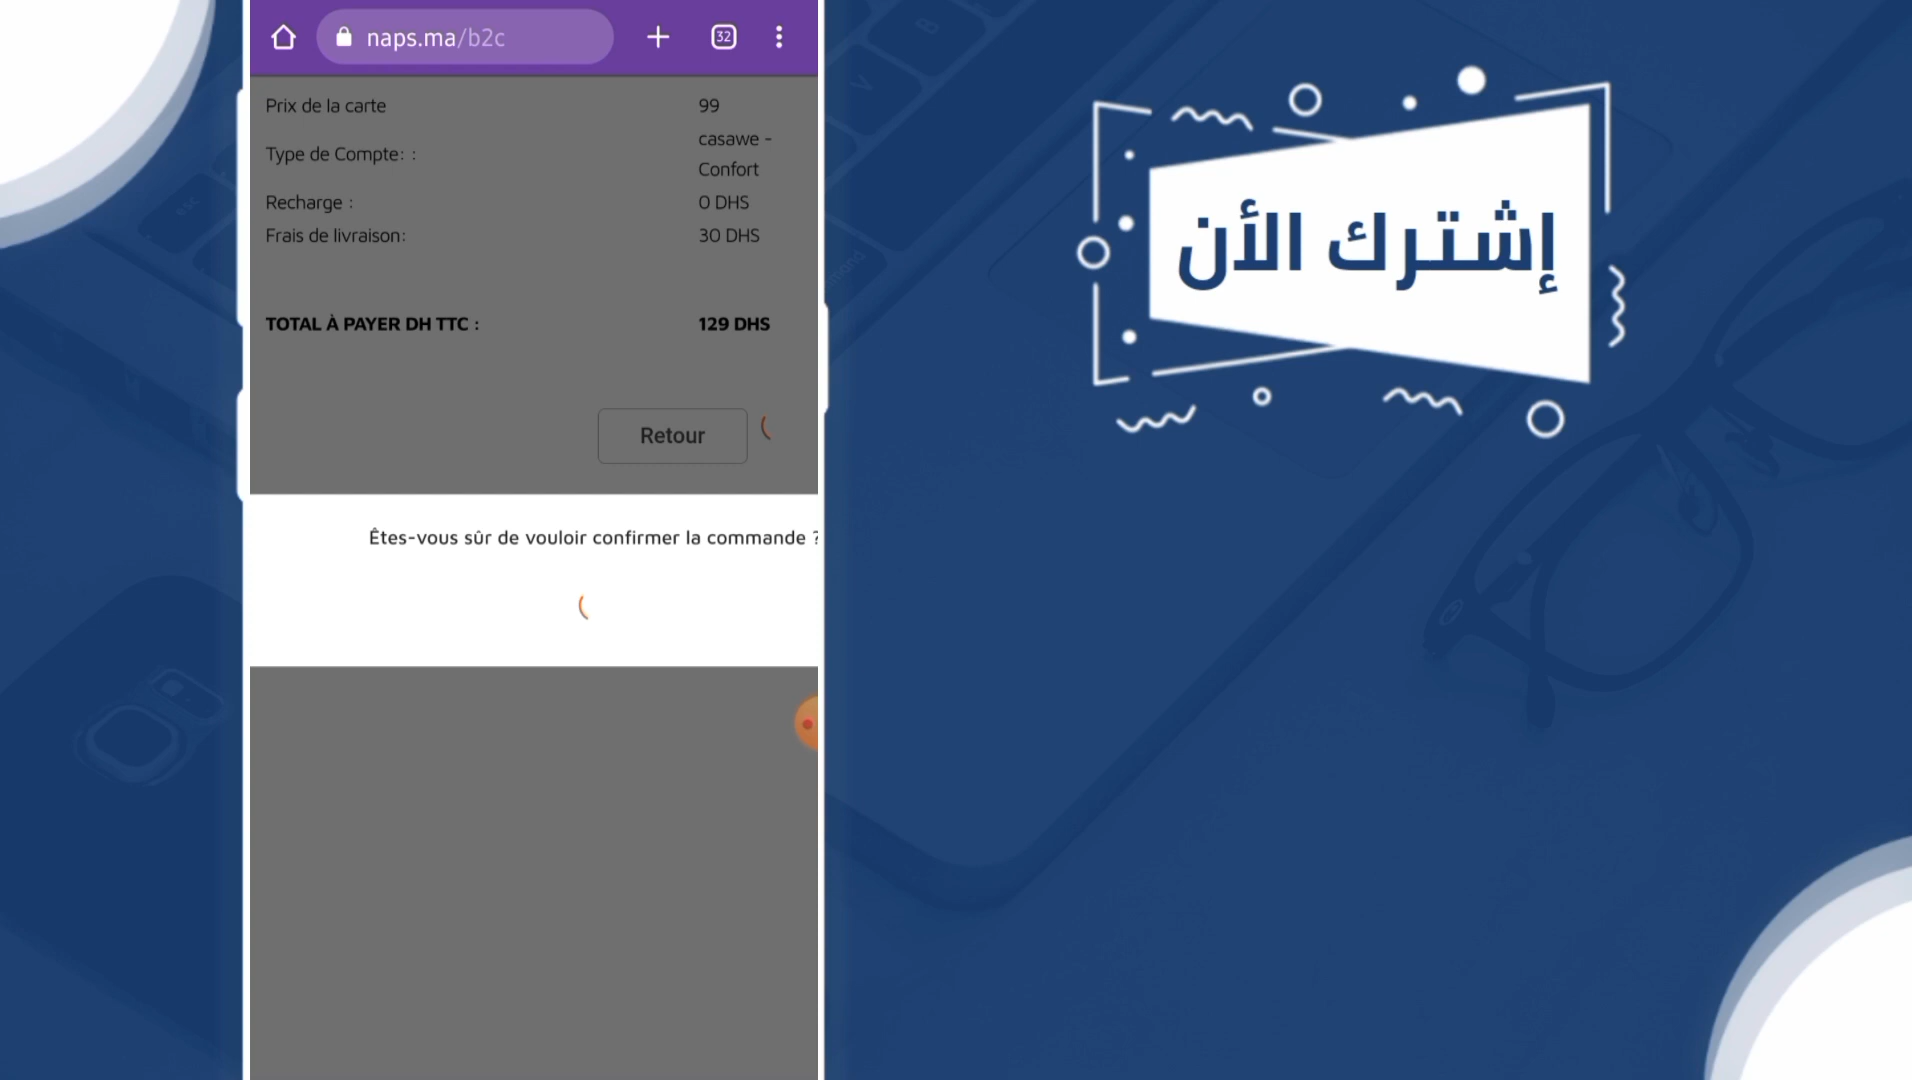 naps.ma/b2c
32
Prix de la carte 99
Type de Compte: : casawe - Confort
Recharge : 0 DHS
Frais de livraison: 30 DHS
TOTAL À PAYER DH TTC : 129 DHS
Retour
Êtes-vous sûr de vouloir confirmer la commande ?
إشترك الأن
esc
B
V